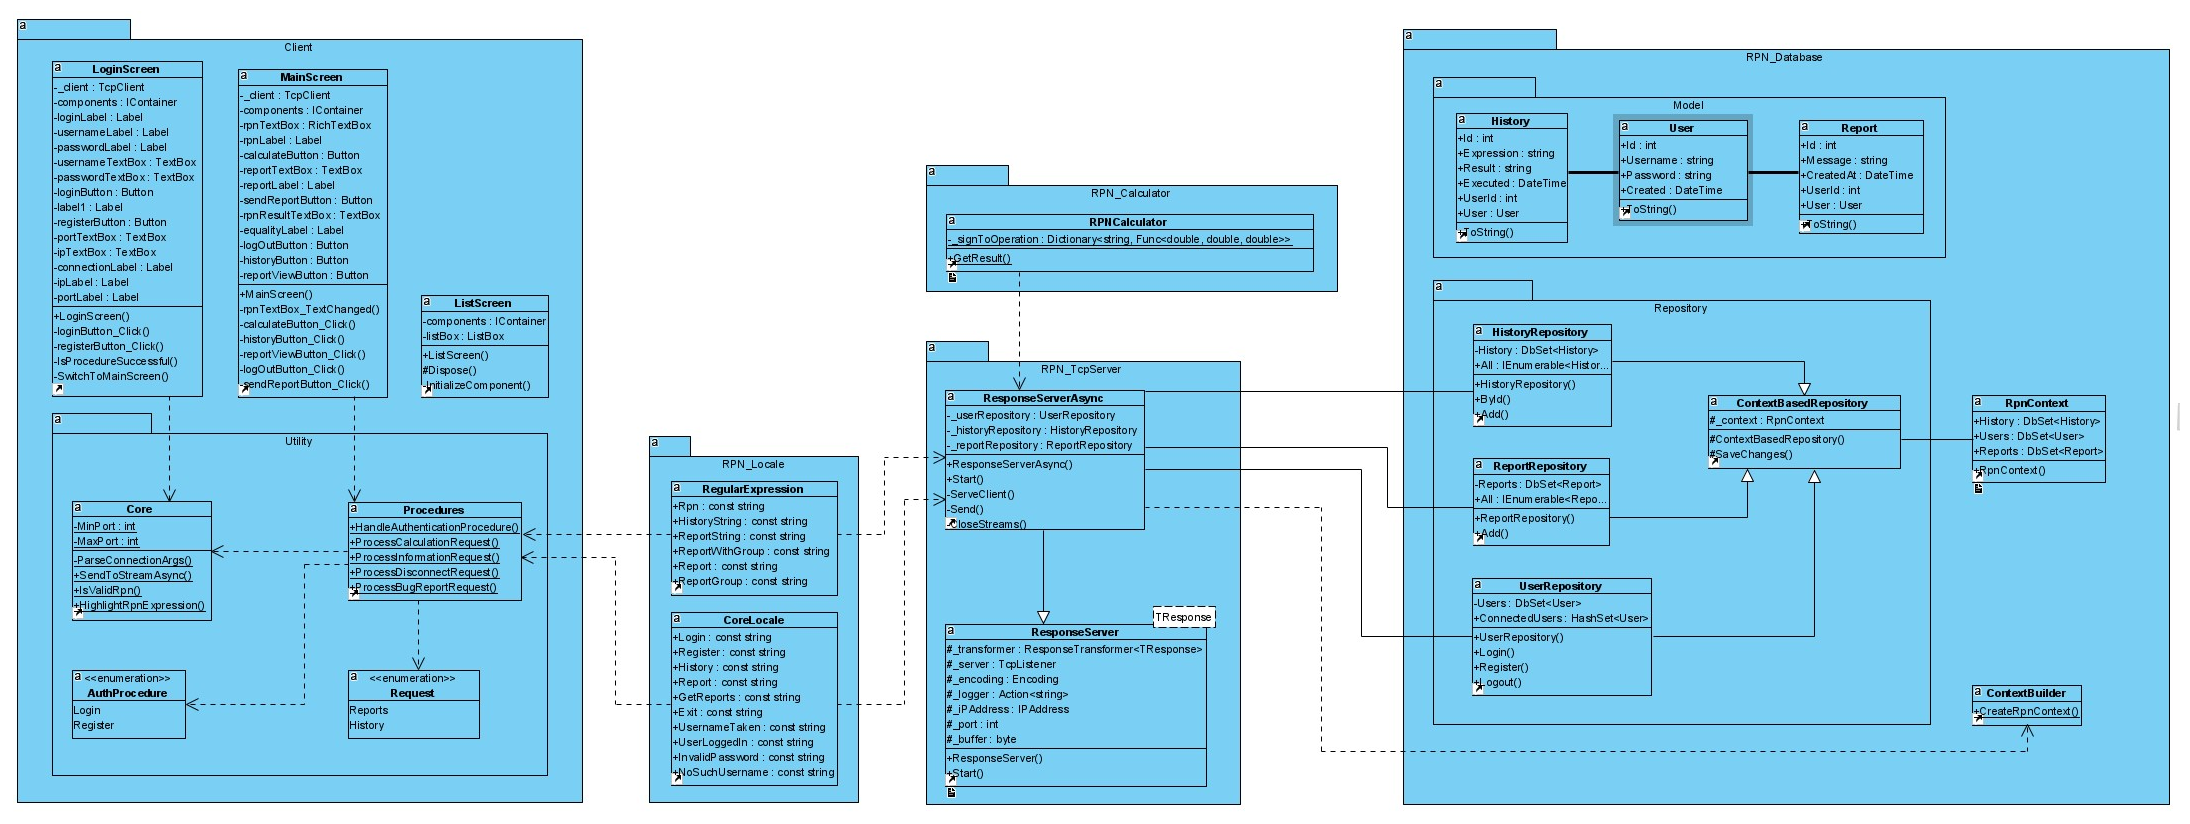 a
Client
a
LoginScreen
-_client : TcpClient
-components : IContainer
-loginLabel : Label
-usernameLabel : Label
-passwordLabel : Label
-usernameTextBox : TextBox
-passwordTextBox : TextBox
-loginButton : Button
-label1 : Label
-registerButton : Button
-portTextBox : TextBox
-ipTextBox : TextBox
-connectionLabel : Label
-ipLabel : Label
-portLabel : Label
+LoginScreen()
-loginButton_Click()
-registerButton_Click()
-IsProcedureSuccessful()
-SwitchToMainScreen()
a
MainScreen
-_client : TcpClient
-components : IContainer
-rpnTextBox : RichTextBox
-rpnLabel : Label
-calculateButton : Button
-reportTextBox : TextBox
-reportLabel : Label
-sendReportButton : Button
-rpnResultTextBox : TextBox
-equalityLabel : Label
-logOutButton : Button
-historyButton : Button
-reportViewButton : Button
+MainScreen()
-rpnTextBox_TextChanged()
-calculateButton_Click()
-historyButton_Click()
-reportViewButton_Click()
-logOutButton_Click()
-sendReportButton_Click()
a
ListScreen
-components : IContainer
-listBox : ListBox
+ListScreen()
#Dispose()
-InitializeComponent()
a
Utility
a
Core
-MinPort : int
-MaxPort : int
-ParseConnectionArgs()
+SendToStreamAsync()
+IsValidRpn()
+HighlightRpnExpression()
a
Procedures
+HandleAuthenticationProcedure()
+ProcessCalculationRequest()
+ProcessInformationRequest()
+ProcessDisconnectRequest()
+ProcessBugReportRequest()
a
<<enumeration>>
AuthProcedure
Login
Register
a
<<enumeration>>
Request
Reports
History
a
RPN_Locale
a
RegularExpression
+Rpn : const string
+HistoryString : const string
+ReportString : const string
+ReportWithGroup : const string
+Report : const string
+ReportGroup : const string
a
CoreLocale
+Login : const string
+Register : const string
+History : const string
+Report : const string
+GetReports : const string
+Exit : const string
+UsernameTaken : const string
+UserLoggedIn : const string
+InvalidPassword : const string
+NoSuchUsername : const string
a
RPN_Calculator
a
RPNCalculator
-_signToOperation : Dictionary<string, Func<double, double, double>>
+GetResult()
a
RPN_TcpServer
a
ResponseServerAsync
-_userRepository : UserRepository
-_historyRepository : HistoryRepository
-_reportRepository : ReportRepository
+ResponseServerAsync()
+Start()
-ServeClient()
-Send()
-CloseStreams()
TResponse
a
ResponseServer
#_transformer : ResponseTransformer<TResponse>
#_server : TcpListener
#_encoding : Encoding
#_logger : Action<string>
#_iPAddress : IPAddress
#_port : int
#_buffer : byte
+ResponseServer()
+Start()
a
RPN_Database
a
Model
a
History
+Id : int
+Expression : string
+Result : string
+Executed : DateTime
+UserId : int
+User : User
+ToString()
a
User
+Id : int
+Username : string
+Password : string
+Created : DateTime
+ToString()
a
Report
+Id : int
+Message : string
+CreatedAt : DateTime
+UserId : int
+User : User
+ToString()
a
Repository
a
HistoryRepository
-History : DbSet<History>
+All : IEnumerable<Histor...
+HistoryRepository()
+ById()
+Add()
a
ReportRepository
-Reports : DbSet<Report>
+All : IEnumerable<Repo...
+ReportRepository()
+Add()
a
UserRepository
-Users : DbSet<User>
+ConnectedUsers : HashSet<User>
+UserRepository()
+Login()
+Register()
+Logout()
a
ContextBasedRepository
#_context : RpnContext
#ContextBasedRepository()
#SaveChanges()
a
RpnContext
+History : DbSet<History>
+Users : DbSet<User>
+Reports : DbSet<Report>
+RpnContext()
a
ContextBuilder
+CreateRpnContext()